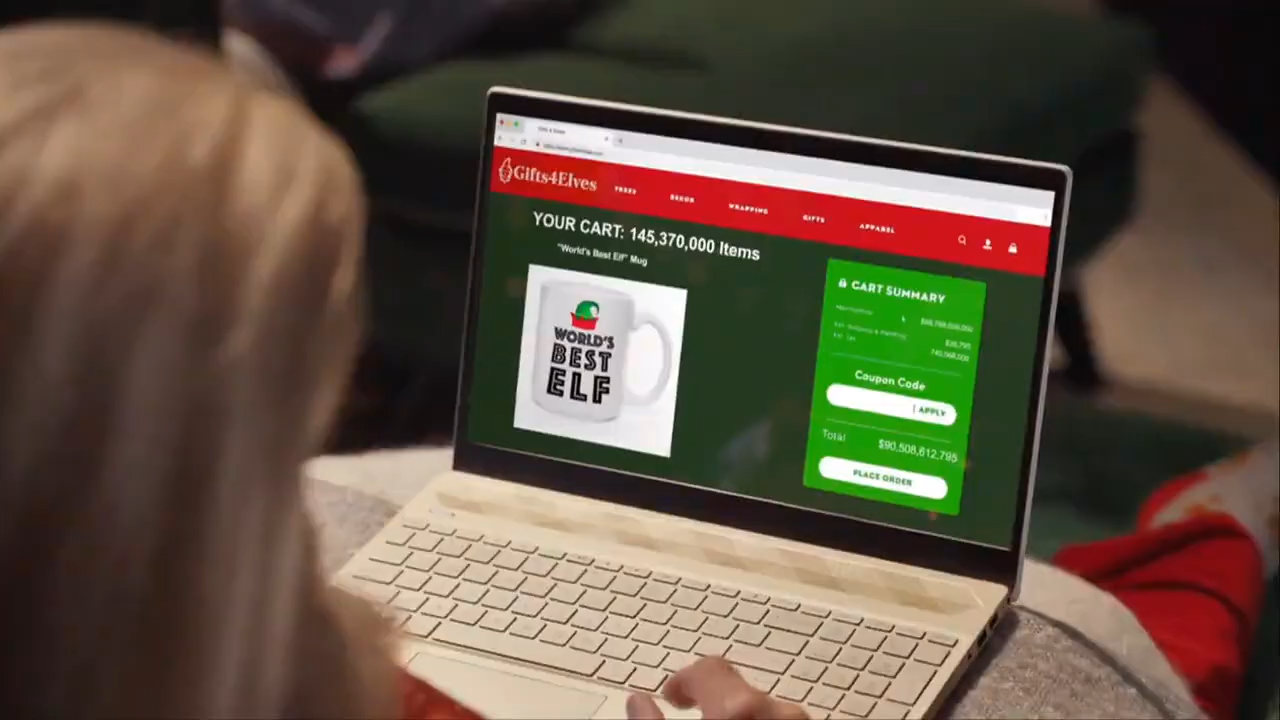 Gifts4Elves
TREES
DECOR
WRAPPING
GIFTS
APPAREL
YOUR CART: 145,370,000 Items
"World's Best Elf" Mug
WORLD'S
BEST
ELF
CART SUMMARY
Coupon Code
APPLY
Total $90,508,612,795
PLACE ORDER